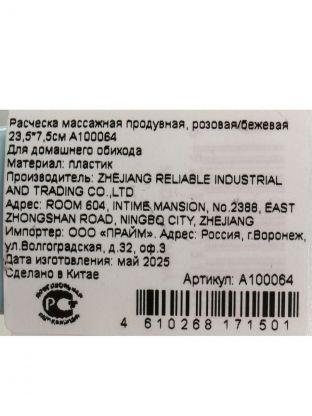 Расческа массажная продувная, розовая/бежевая
23,5*7,5см А100064
Для домашнего обихода
Материал: пластик
Производитель: ZHEJIANG RELIABLE INDUSTRIAL
AND TRADING CO.,LTD
Адрес: ROOM 604, INTIME MANSION, No.2388, EAST
ZHONGSHAN ROAD, NINGBO CITY, ZHEJIANG
Импортер: ООО «ПРАЙМ». Адрес: Россия, г.Воронеж,
ул.Волгоградская, д.32, оф.3
Дата изготовления: май 2025
Сделано в Китае
Артикул: А100064
4 610268 171501